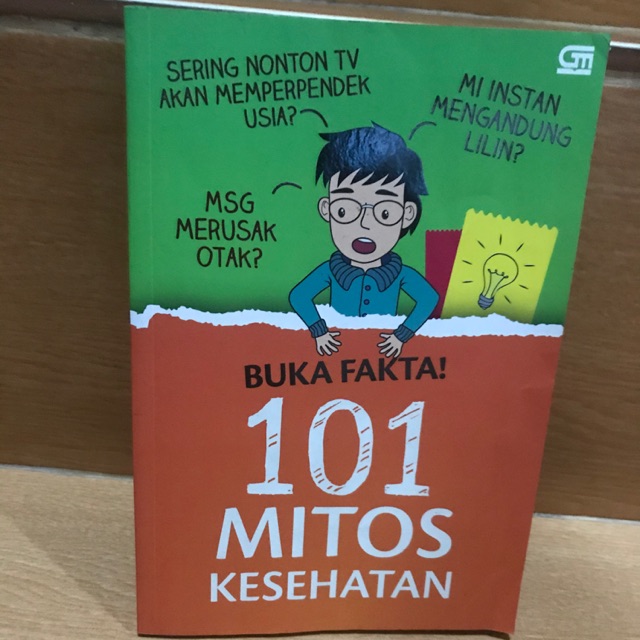 SERING NONTON TV
AKAN MEMPERPENDEK
USIA?
MI INSTAN
MENGANDUNG
LILIN?
MSG
MERUSAK
OTAK?
BUKA FAKTA!
101
MITOS
KESEHATAN